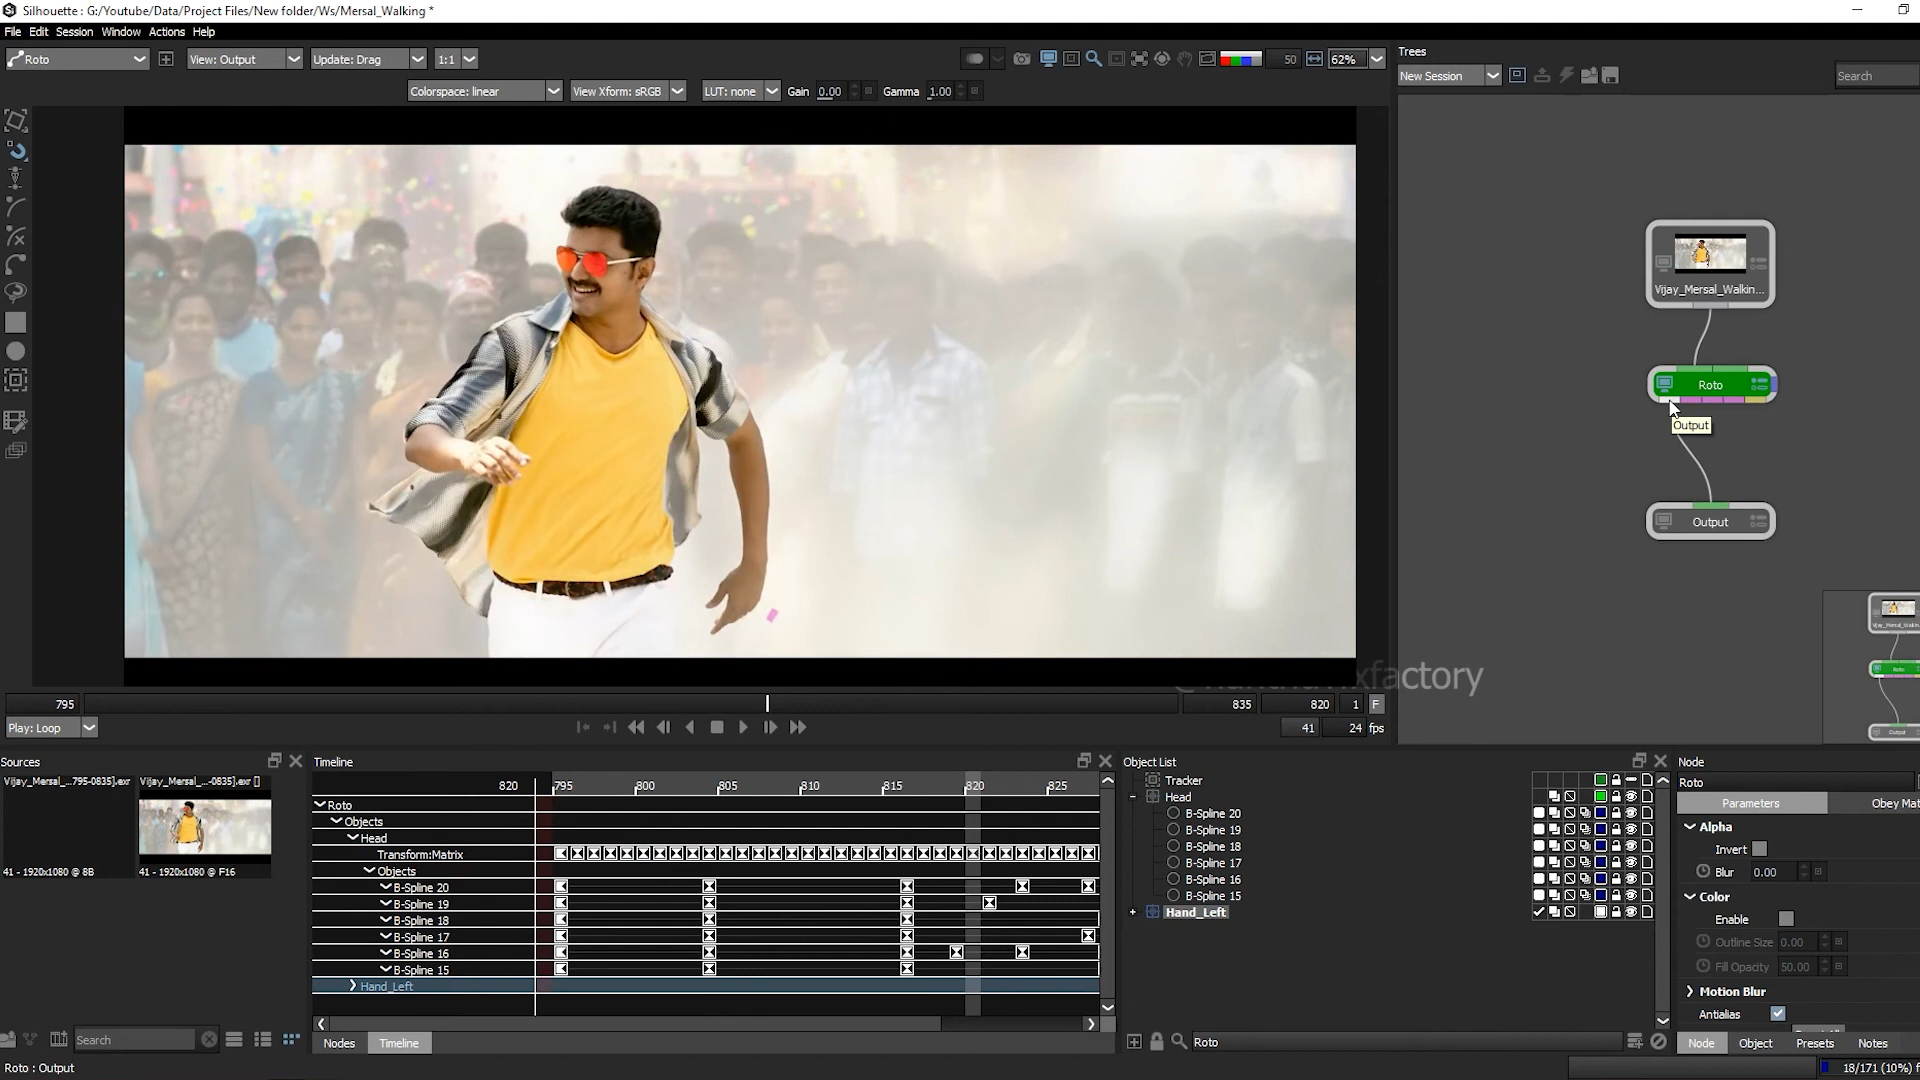 Silhouette : G:/Youtube/Data/Project Files/New folder/Ws/Mersal_Walking *
File Edit Session Window Actions Help
Roto View: Output Update: Drag 1:1 50 62%
Colorspace: linear View Xform: sRGB LUT: none Gain 0.00 Gamma 1.00
Trees
New Session Search
Vijay_Mersal_Walkin...
Roto
Output
Output
xfactory
795 835 820 1 F
Play: Loop 41 24 fps
Sources
Vijay_Mersal_...795-0835].exr Vijay_Mersal_...-0835].exr []
41 - 1920x1080 @ 8B 41 - 1920x1080 @ F16
Search
Timeline
820 795 800 805 810 815 820 825
Roto
Objects
Head
Transform:Matrix
Objects
B-Spline 20
B-Spline 19
B-Spline 18
B-Spline 17
B-Spline 16
B-Spline 15
Hand_Left
Nodes Timeline
Object List
Tracker
Head
B-Spline 20
B-Spline 19
B-Spline 18
B-Spline 17
B-Spline 16
B-Spline 15
Hand_Left
Roto
Node
Roto
Parameters Obey Mat
Alpha
Invert
Blur 0.00
Color
Enable
Outline Size 0.00
Fill Opacity 50.00
Motion Blur
Antialias
Node Object Presets Notes
Roto : Output
18/171 (10%) f